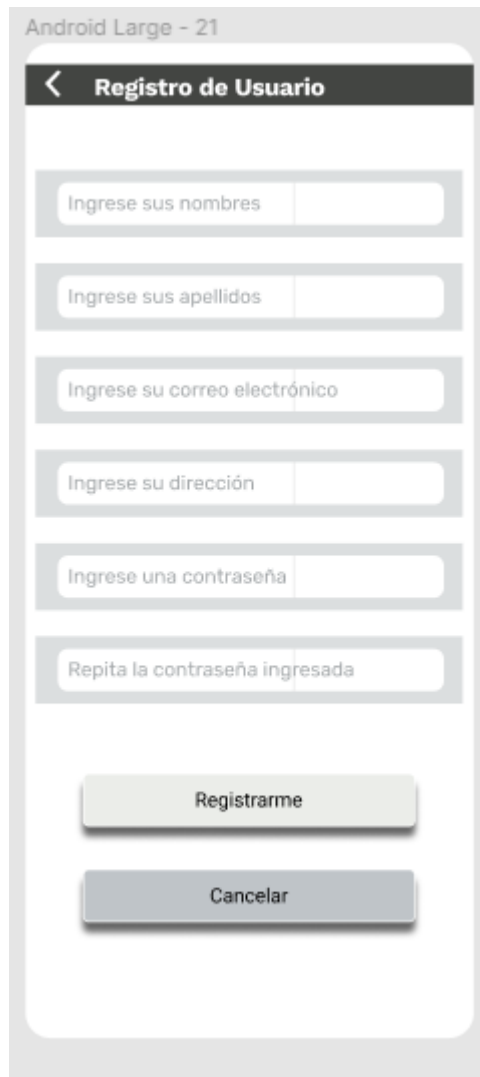 Android Large - 21
Registro de Usuario
Ingrese sus nombres
Ingrese sus apellidos
Ingrese su correo electrónico
Ingrese su dirección
Ingrese una contraseña
Repita la contraseña ingresada
Registrarme
Cancelar